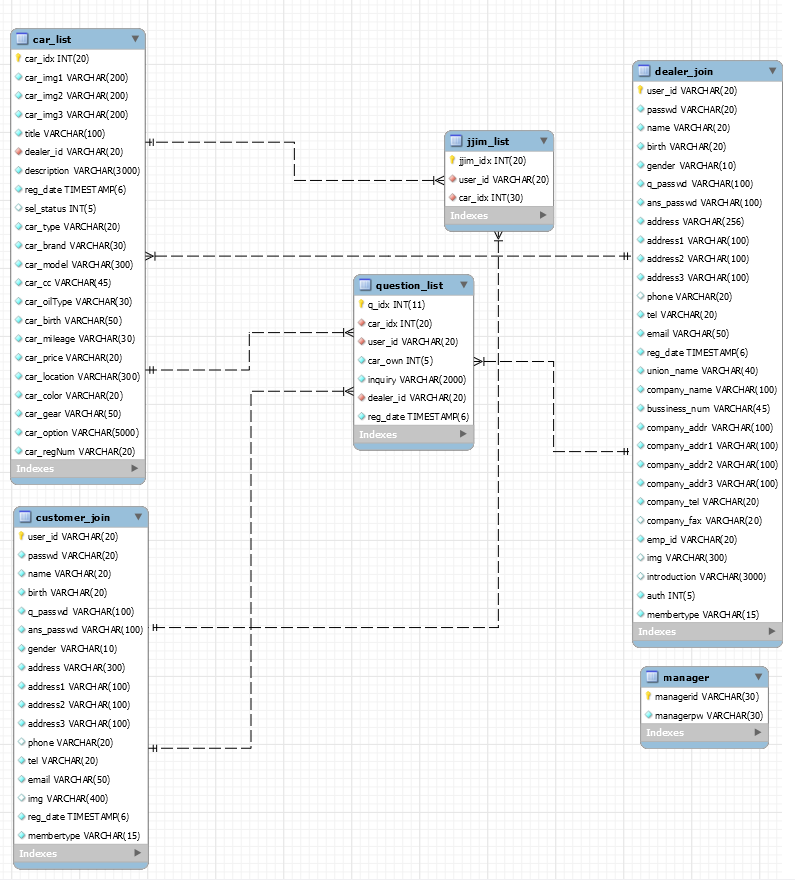 car_list
car_idx INT(20)
car_img1 VARCHAR(200)
car_img2 VARCHAR(200)
car_img3 VARCHAR(200)
title VARCHAR(100)
dealer_id VARCHAR(20)
description VARCHAR(3000)
reg_date TIMESTAMP(6)
sel_status INT(5)
car_type VARCHAR(20)
car_brand VARCHAR(30)
car_model VARCHAR(300)
car_cc VARCHAR(45)
car_oilType VARCHAR(30)
car_birth VARCHAR(50)
car_mileage VARCHAR(30)
car_price VARCHAR(20)
car_location VARCHAR(300)
car_color VARCHAR(20)
car_gear VARCHAR(50)
car_option VARCHAR(5000)
car_regNum VARCHAR(20)
Indexes
customer_join
user_id VARCHAR(20)
passwd VARCHAR(20)
name VARCHAR(20)
birth VARCHAR(20)
q_passwd VARCHAR(100)
ans_passwd VARCHAR(100)
gender VARCHAR(10)
address VARCHAR(300)
address1 VARCHAR(100)
address2 VARCHAR(100)
address3 VARCHAR(100)
phone VARCHAR(20)
tel VARCHAR(20)
email VARCHAR(50)
img VARCHAR(400)
reg_date TIMESTAMP(6)
membertype VARCHAR(15)
Indexes
jjim_list
jjim_idx INT(20)
user_id VARCHAR(20)
car_idx INT(30)
Indexes
question_list
q_idx INT(11)
car_idx INT(20)
user_id VARCHAR(20)
car_own INT(5)
inquiry VARCHAR(2000)
dealer_id VARCHAR(20)
reg_date TIMESTAMP(6)
Indexes
dealer_join
user_id VARCHAR(20)
passwd VARCHAR(20)
name VARCHAR(20)
birth VARCHAR(20)
gender VARCHAR(10)
q_passwd VARCHAR(100)
ans_passwd VARCHAR(100)
address VARCHAR(256)
address1 VARCHAR(100)
address2 VARCHAR(100)
address3 VARCHAR(100)
phone VARCHAR(20)
tel VARCHAR(20)
email VARCHAR(50)
reg_date TIMESTAMP(6)
union_name VARCHAR(40)
company_name VARCHAR(100)
bussiness_num VARCHAR(45)
company_addr VARCHAR(100)
company_addr1 VARCHAR(100)
company_addr2 VARCHAR(100)
company_addr3 VARCHAR(100)
company_tel VARCHAR(20)
company_fax VARCHAR(20)
emp_id VARCHAR(20)
img VARCHAR(300)
introduction VARCHAR(3000)
auth INT(5)
membertype VARCHAR(15)
Indexes
manager
managerid VARCHAR(30)
managerpw VARCHAR(30)
Indexes